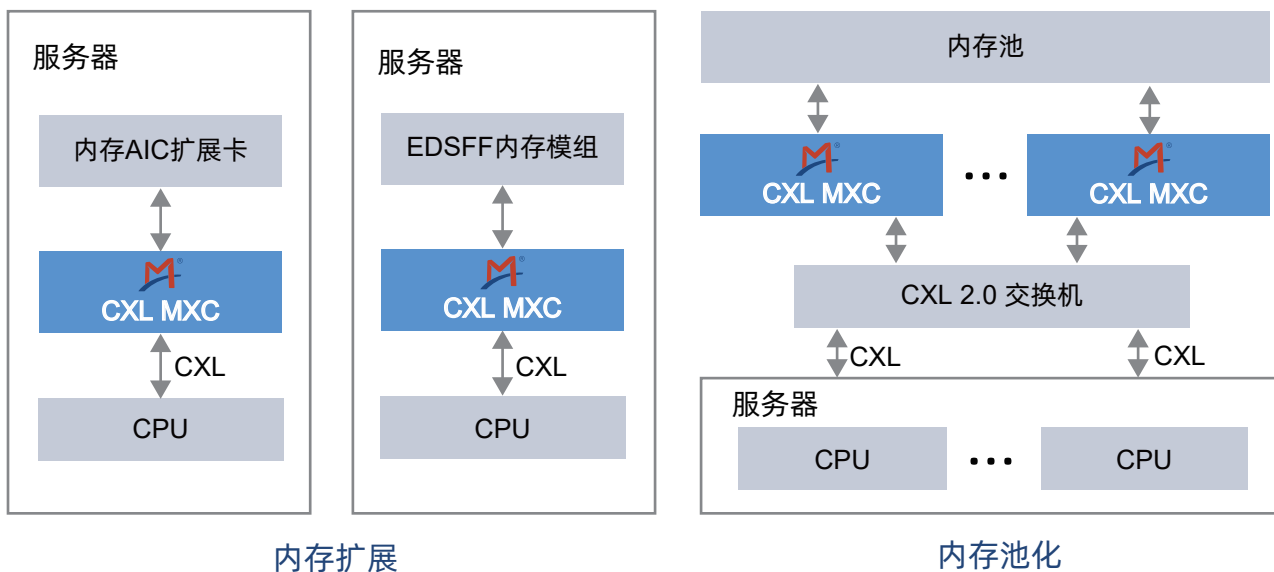 服务器
内存AIC扩展卡
M®
CXL MXC
CXL
CPU
服务器
EDSFF内存模组
M®
CXL MXC
CXL
CPU
内存扩展
内存池
M®
CXL MXC
•••
M®
CXL MXC
CXL 2.0 交换机
CXL
CXL
服务器
CPU
•••
CPU
内存池化